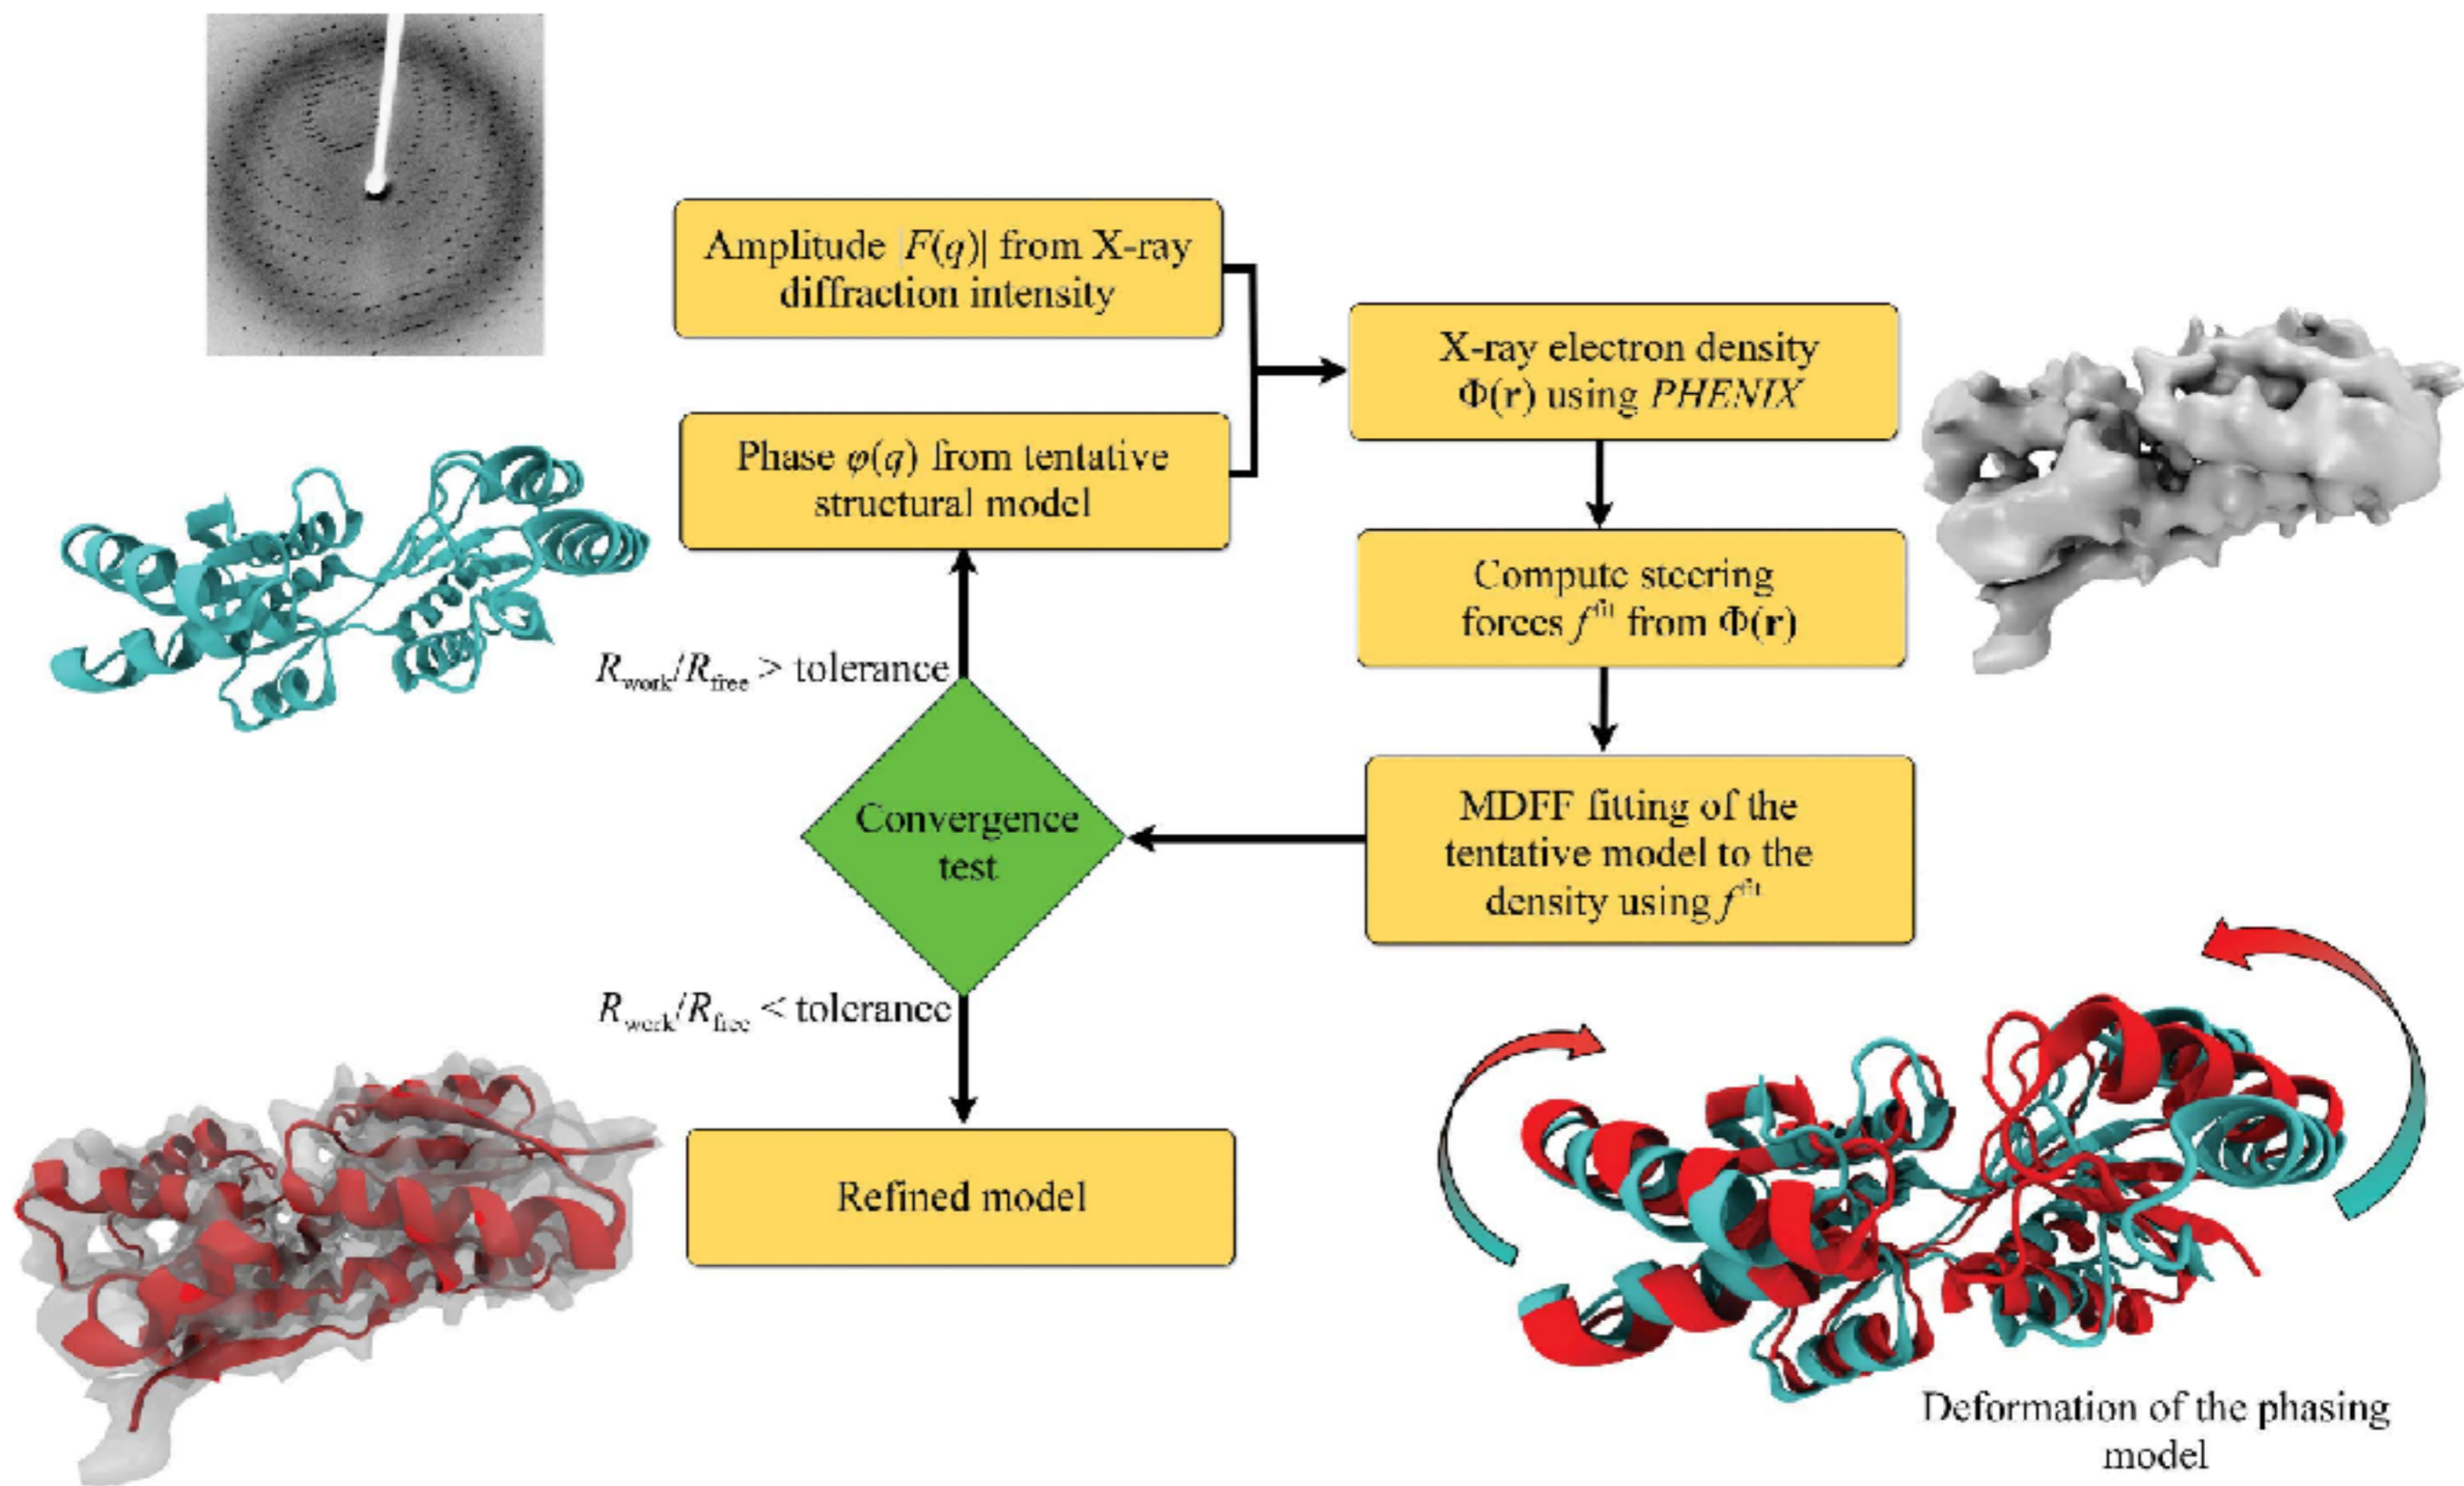 Amplitude |F(q)| from X-ray
diffraction intensity
Phase φ(q) from tentative
structural model
X-ray electron density
Φ(r) using PHENIX
Compute steering
forces f^fit from Φ(r)
MDFF fitting of the
tentative model to the
density using f^fit
R_work/R_free > tolerance
Convergence
test
R_work/R_free < tolerance
Refined model
Deformation of the phasing
model